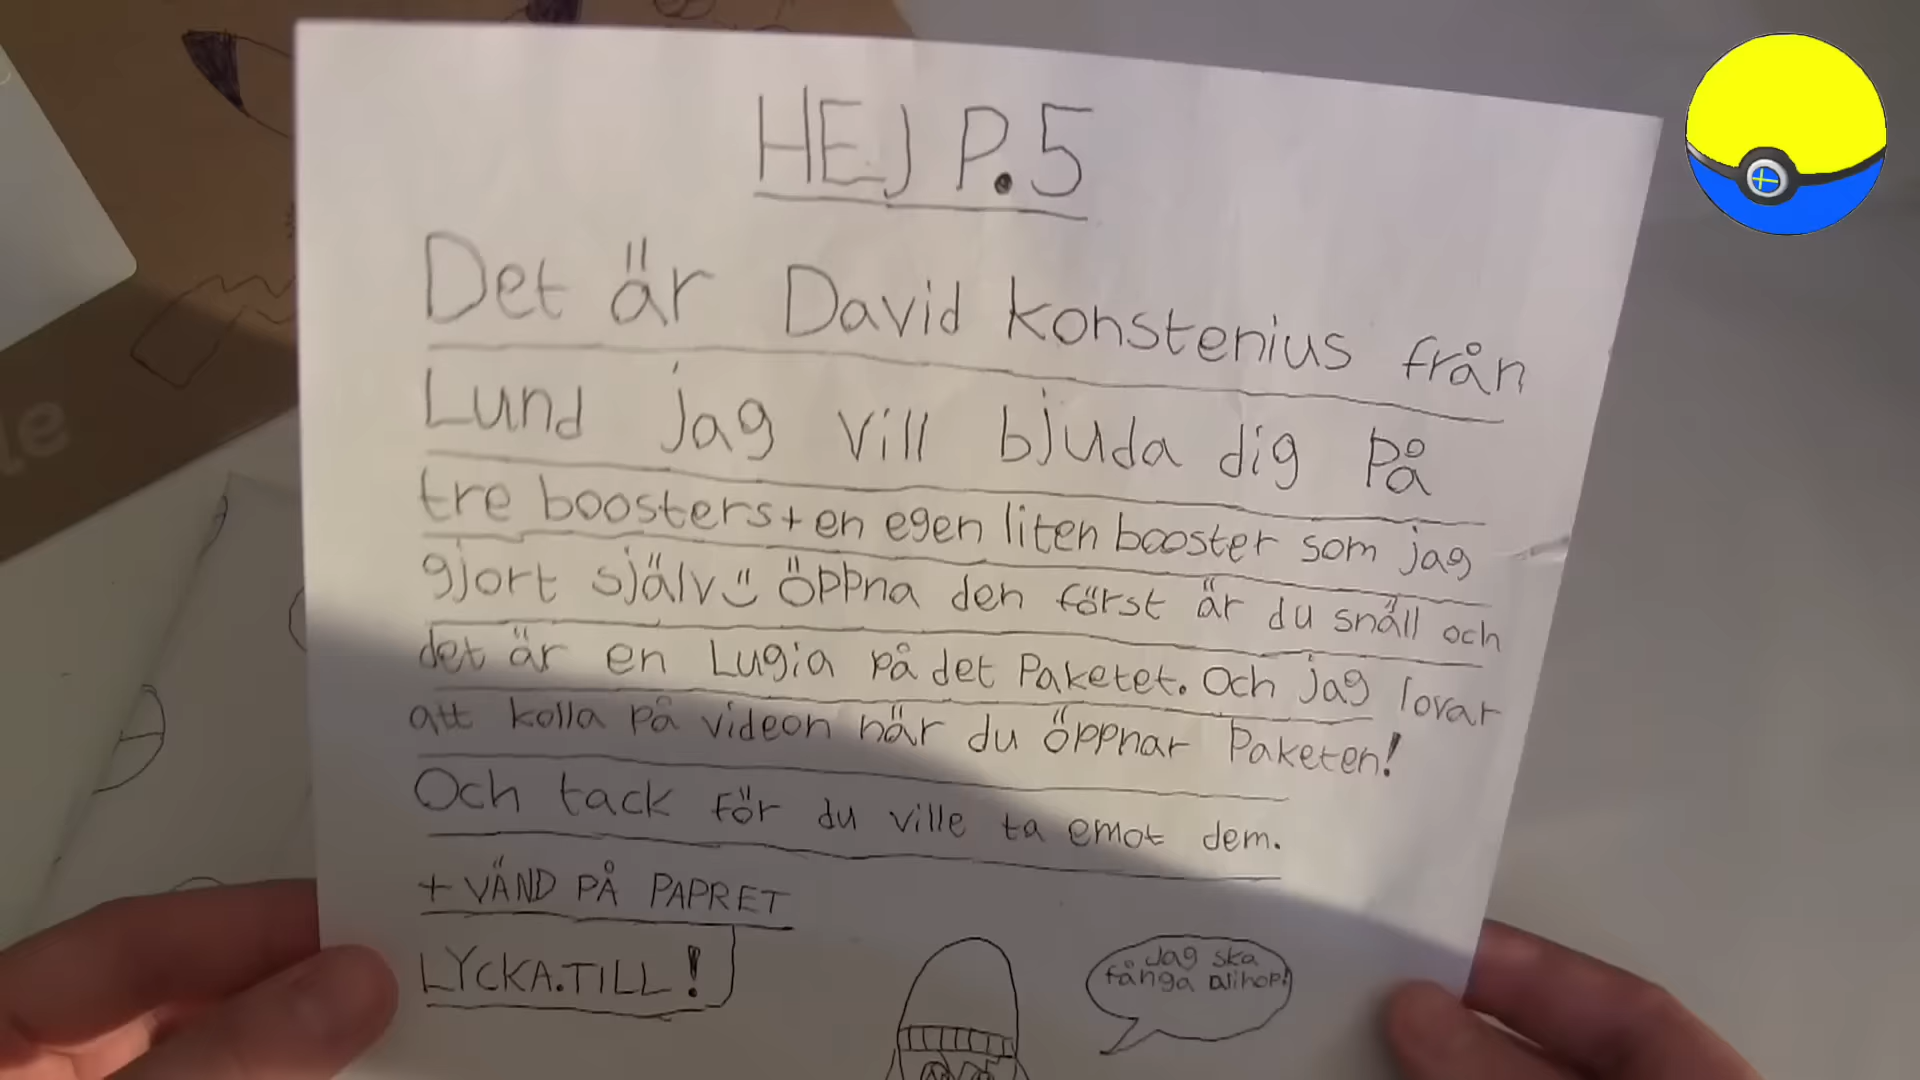 HEJ P.5
Det är David Konstenius från
Lund jag vill bjuda dig på
tre boosters + en egen liten booster som jag
gjort själv Öppna den först är du snäll och
det är en Lugia på det Paketet. Och jag lovar
att kolla på videon när du öppnar Paketen!
Och tack för du ville ta emot dem.
+ VÄND PÅ PAPRET
LYCKA.TILL!
Jag ska
fånga allihop!
le